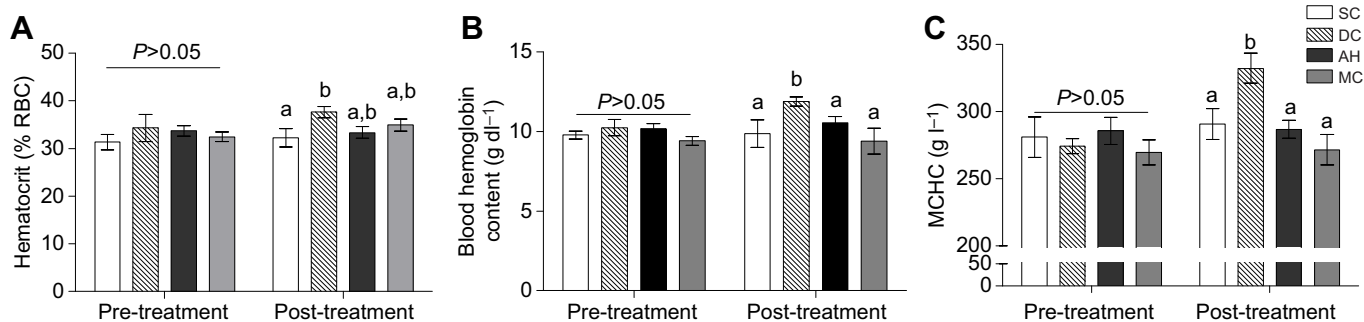 A
Hematocrit (% RBC)
50
40
30
20
10
0
P>0.05
a
b
a,b
a,b
Pre-treatment
Post-treatment
B
Blood hemoglobin
content (g dl–1)
15
10
5
0
P>0.05
a
b
a
a
Pre-treatment
Post-treatment
C
MCHC (g l–1)
350
300
250
200
50
0
P>0.05
a
b
a
a
Pre-treatment
Post-treatment
SC
DC
AH
MC